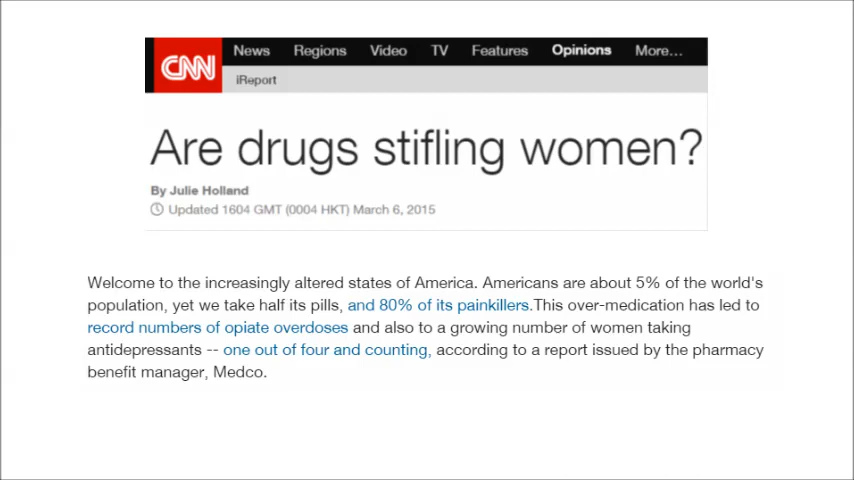 CNN News Regions Video TV Features Opinions More...
iReport
Are drugs stifling women?
By Julie Holland
Updated 1604 GMT (0004 HKT) March 6, 2015
Welcome to the increasingly altered states of America. Americans are about 5% of the world's
population, yet we take half its pills, and 80% of its painkillers.This over-medication has led to
record numbers of opiate overdoses and also to a growing number of women taking
antidepressants -- one out of four and counting, according to a report issued by the pharmacy
benefit manager, Medco.